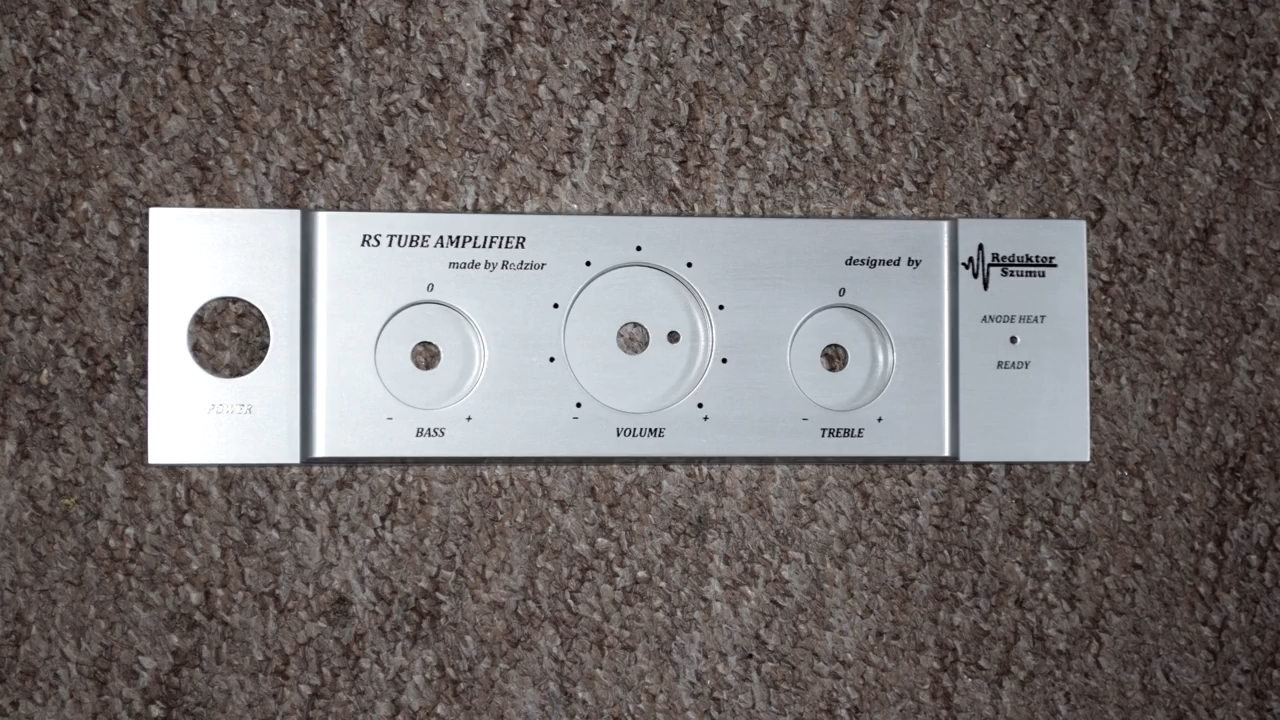 RS TUBE AMPLIFIER
made by Redzior
designed by
Reduktor
Szumu
0
0
ANODE HEAT
READY
POWER
- +
- +
- +
BASS
VOLUME
TREBLE